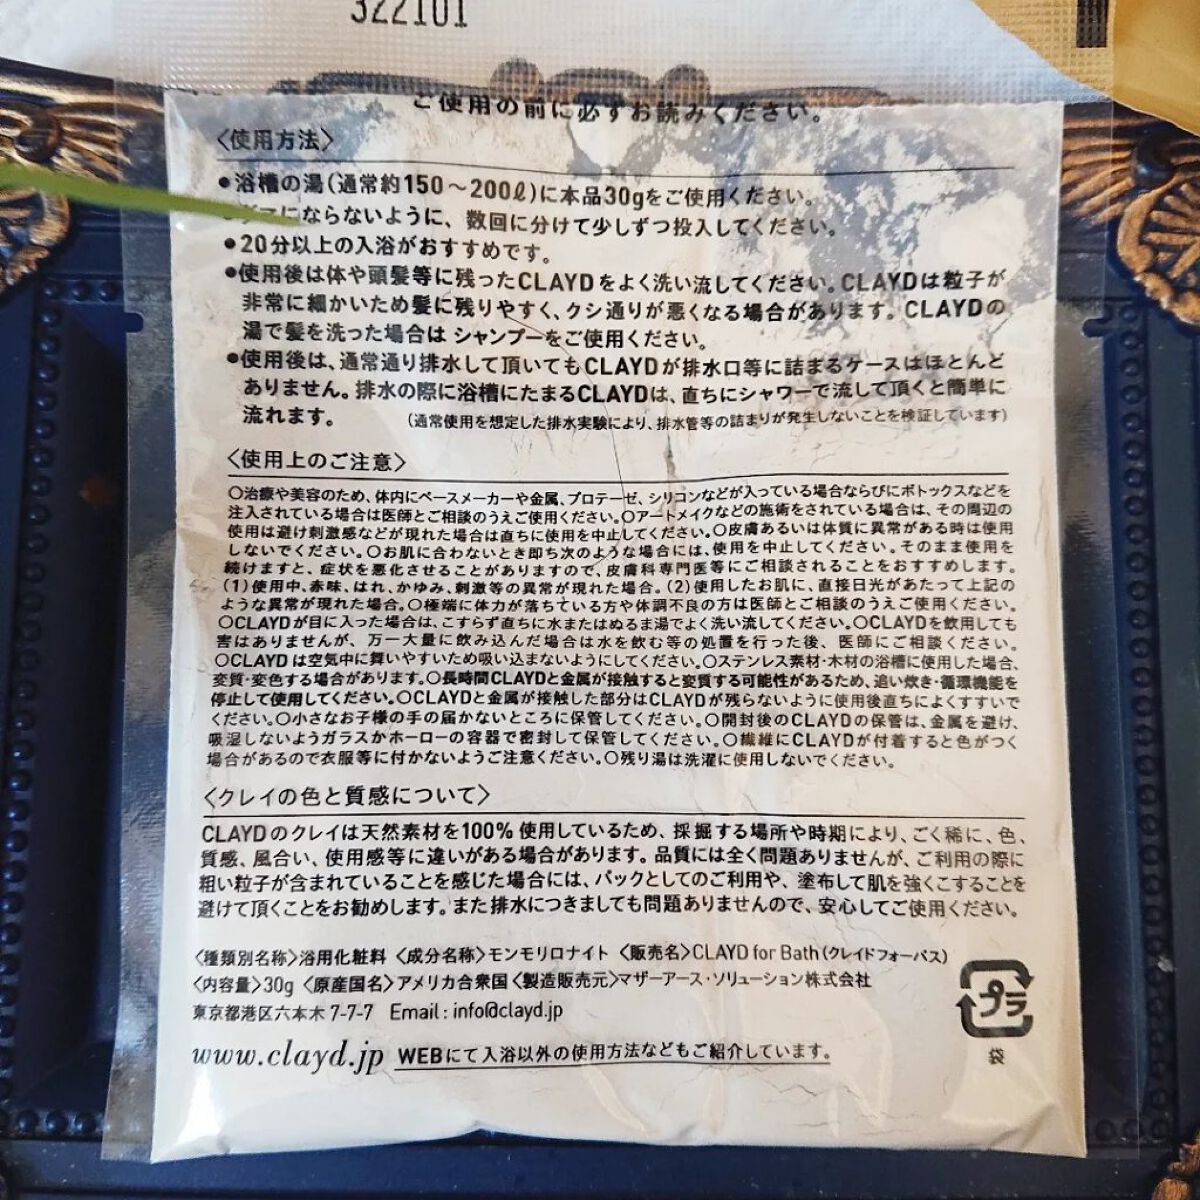 322101
ご使用の前に必ずお読みください。
〈使用方法〉
●浴槽の湯(通常約150〜200ℓ)に本品30gをご使用ください。
にならないように、数回に分けて少しずつ投入してください。
●20分以上の入浴がおすすめです。
●使用後は体や頭髪等に残ったCLAYDをよく洗い流してください。CLAYDは粒子が
非常に細かいため髪に残りやすく、クシ通りが悪くなる場合があります。CLAYDの
湯で髪を洗った場合は シャンプーをご使用ください。
●使用後は、通常通り排水して頂いてもCLAYDが排水口等に詰まるケースはほとんど
ありません。排水の際に浴槽にたまるCLAYDは、直ちにシャワーで流して頂くと簡単に
流れます。 (通常使用を想定した排水実験により、排水管等の詰まりが発生しないことを検証しています)
〈使用上のご注意〉
○治療や美容のため、体内にペースメーカーや金属、プロテーゼ、シリコンなどが入っている場合ならびにボトックスなどを
注入されている場合は医師とご相談のうえご使用ください。○アートメイクなどの施術をされている場合は、その周辺の
使用は避け刺激感などが現れた場合は直ちに使用を中止してください。○皮膚あるいは体質に異常がある時は使用
しないでください。○お肌に合わないとき即ち次のような場合には、使用を中止してください。そのまま使用を
続けますと、症状を悪化させることがありますので、皮膚科専門医等にご相談されることをおすすめします。
(1)使用中、赤味、はれ、かゆみ、刺激等の異常が現れた場合。(2)使用したお肌に、直接日光があたって上記の
ような異常が現れた場合。○極端に体力が落ちている方や体調不良の方は医師とご相談のうえご使用ください。
○CLAYDが目に入った場合は、こすらず直ちに水またはぬるま湯でよく洗い流してください。○CLAYDを飲用しても
害はありませんが、万一大量に飲み込んだ場合は水を飲む等の処置を行った後、医師にご相談ください。
○CLAYDは空気中に舞いやすいため吸い込まないようにしてください。○ステンレス素材・木材の浴槽に使用した場合、
変質・変色する場合があります。○長時間CLAYDと金属が接触すると変質する可能性があるため、追い炊き・循環機能を
停止して使用してください。○CLAYDと金属が接触した部分はCLAYDが残らないように使用後直ちによくすすいで
ください。○小さなお子様の手の届かないところに保管してください。○開封後のCLAYDの保管は、金属を避け、
吸湿しないようガラスかホーローの容器で密封して保管してください。○繊維にCLAYDが付着すると色がつく
場合があるので衣服等に付かないようご注意ください。○残り湯は洗濯に使用しないでください。
〈クレイの色と質感について〉
CLAYDのクレイは天然素材を100%使用しているため、採掘する場所や時期により、ごく稀に、色、
質感、風合い、使用感等に違いがある場合があります。品質には全く問題ありませんが、ご利用の際に
粗い粒子が含まれていることを感じた場合には、パックとしてのご利用や、塗布して肌を強くこすることを
避けて頂くことをお勧めします。また排水につきましても問題ありませんので、安心してご使用ください。
〈種類別名称〉浴用化粧料 〈成分名称〉モンモリロナイト 〈販売名〉CLAYD for Bath(クレイドフォーバス)
〈内容量〉30g 〈原産国名〉アメリカ合衆国 〈製造販売元〉マザーアース・ソリューション株式会社
東京都港区六本木 7-7-7 Email : info@clayd.jp
www.clayd.jp WEBにて入浴以外の使用方法などもご紹介しています。
プラ
袋